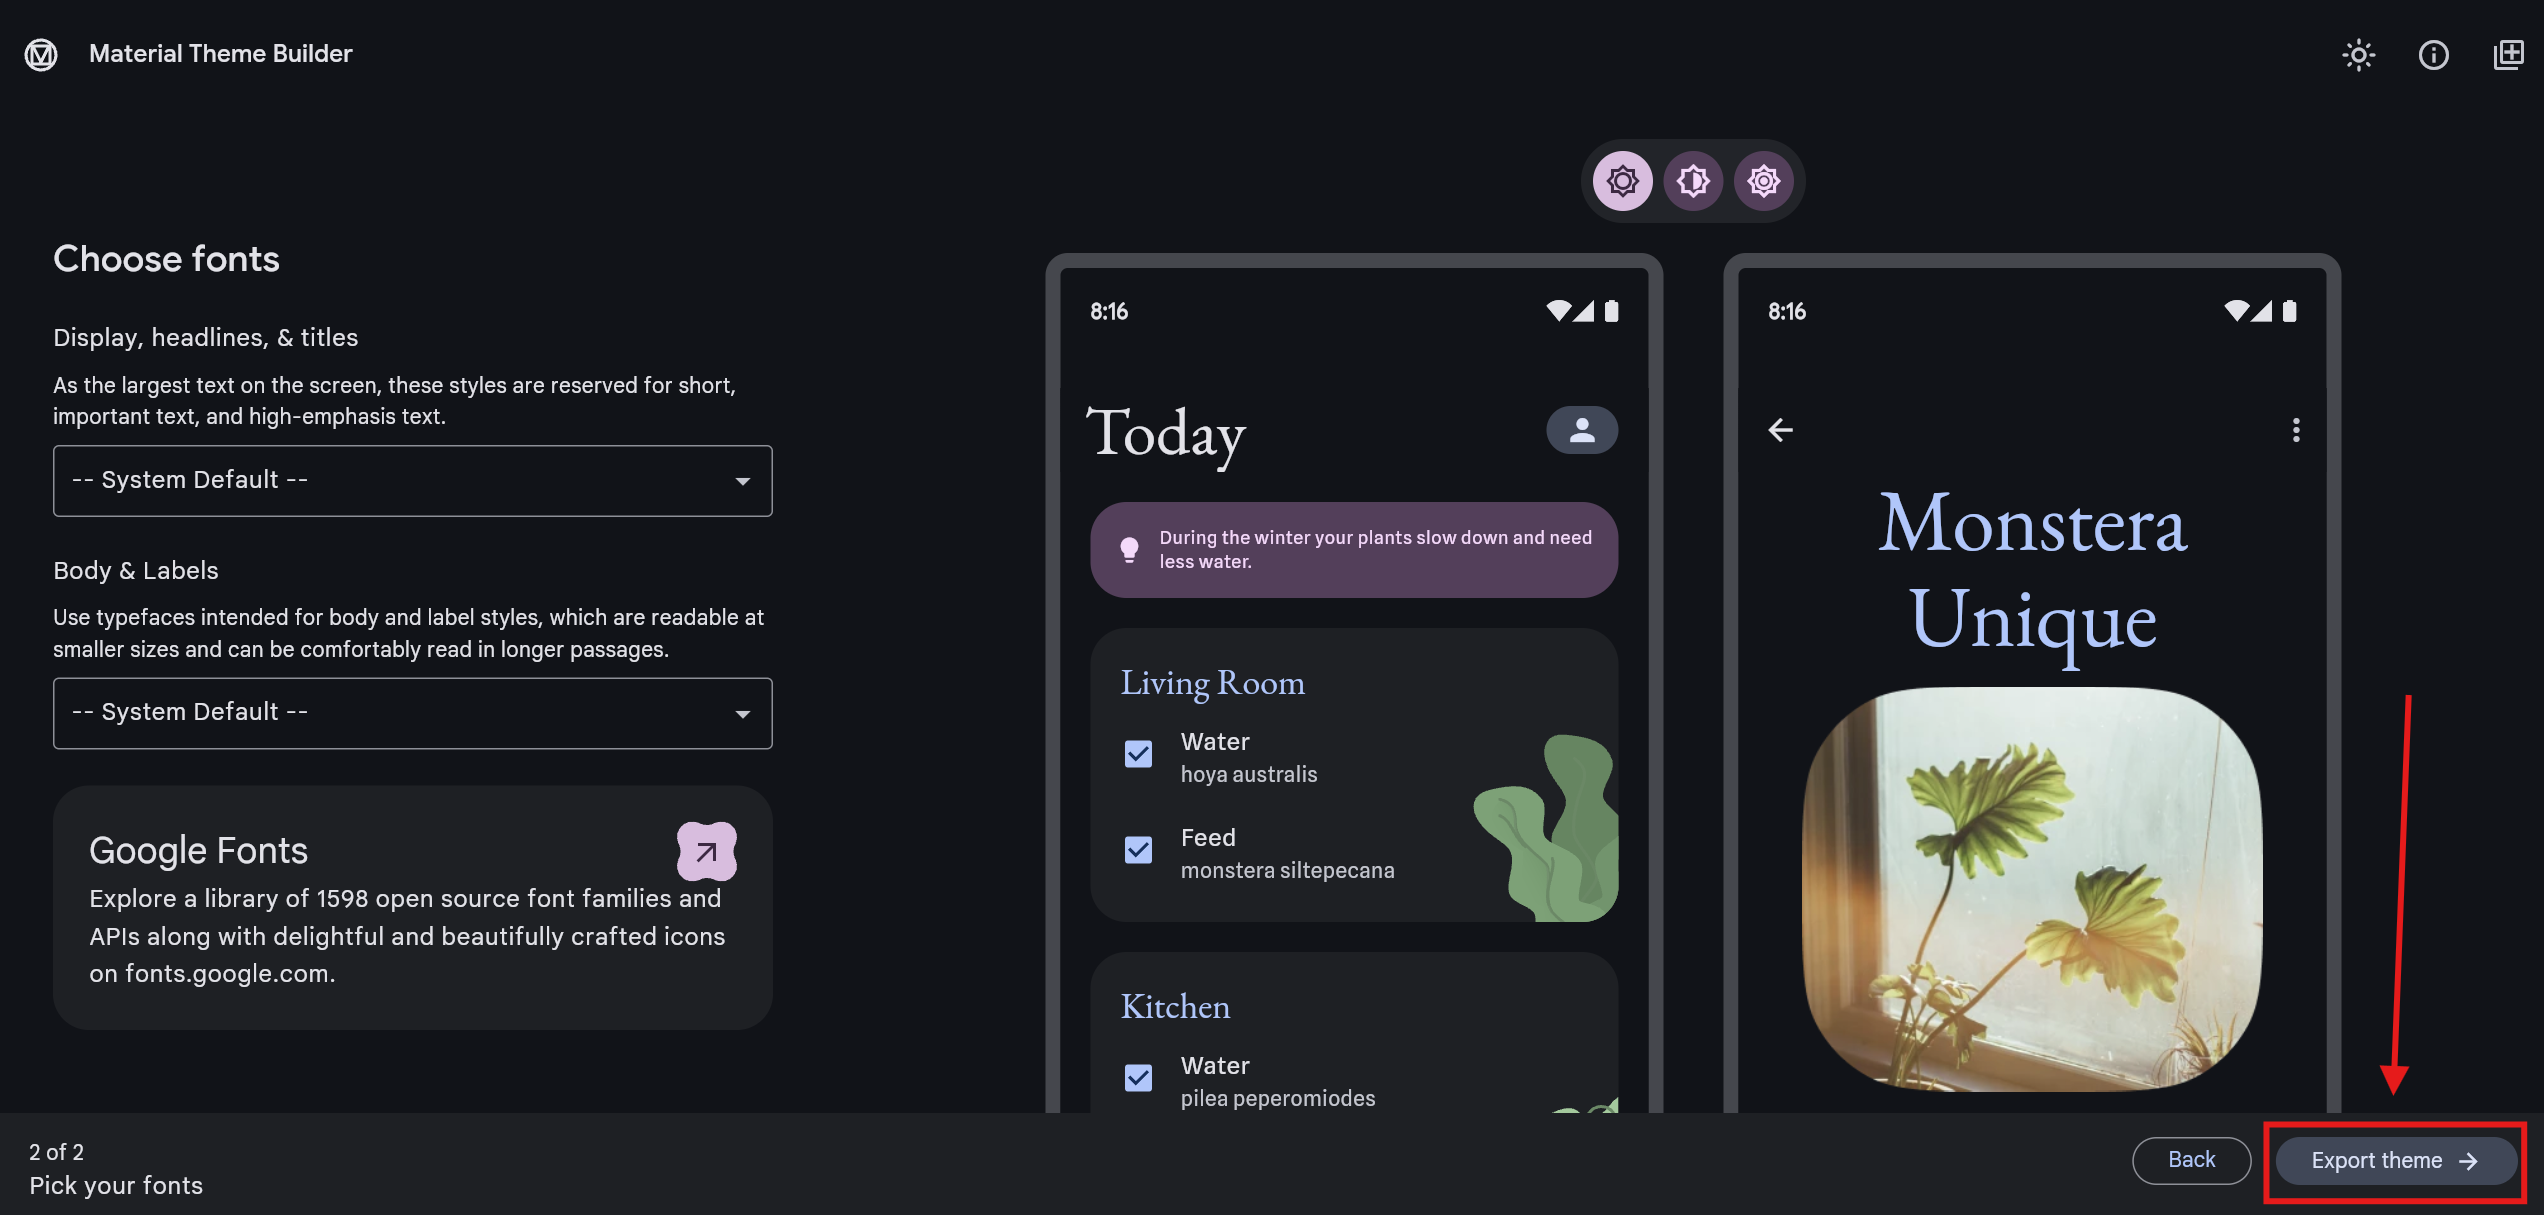 Material Theme Builder
Choose fonts
Display, headlines, & titles
As the largest text on the screen, these styles are reserved for short,
important text, and high-emphasis text.
-- System Default --
Body & Labels
Use typefaces intended for body and label styles, which are readable at
smaller sizes and can be comfortably read in longer passages.
-- System Default --
Google Fonts
Explore a library of 1598 open source font families and
APIs along with delightful and beautifully crafted icons
on fonts.google.com.
8:16
Today
During the winter your plants slow down and need
less water.
Living Room
Water
hoya australis
Feed
monstera siltepecana
Kitchen
Water
pilea peperomiodes
8:16
Monstera
Unique
2 of 2
Pick your fonts
Back
Export theme